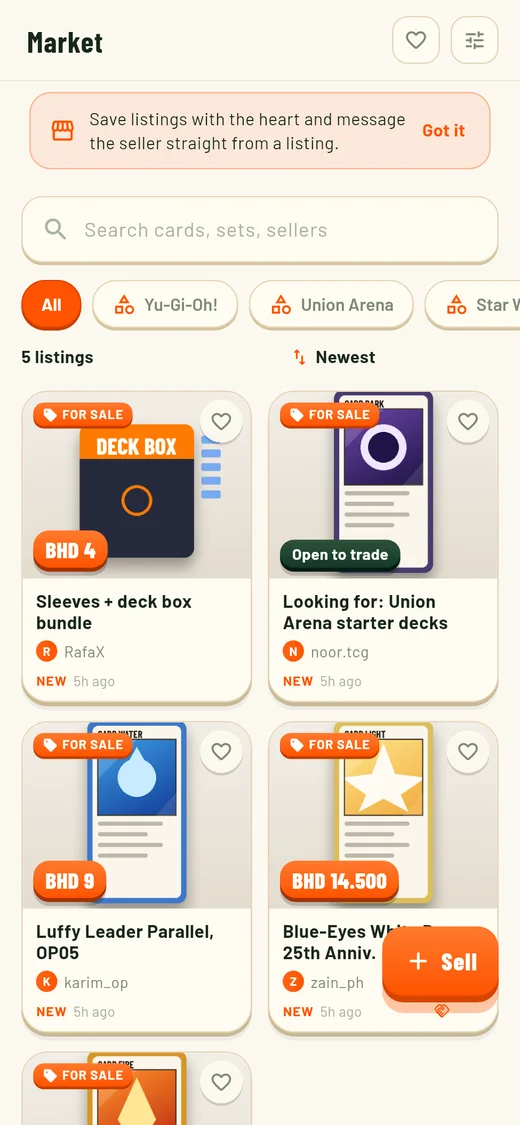 Market
Save listings with the heart and message
the seller straight from a listing.
Got it
Search cards, sets, sellers
All
Yu-Gi-Oh!
Union Arena
Star W
5 listings
Newest
FOR SALE
DECK BOX
BHD 4
Sleeves + deck box
bundle
R RafaX
NEW 5h ago
FOR SALE
Open to trade
Looking for: Union
Arena starter decks
N noor.tcg
NEW 5h ago
FOR SALE
BHD 9
Luffy Leader Parallel,
OP05
K karim_op
NEW 5h ago
FOR SALE
BHD 14.500
Blue-Eyes
25th Anniv.
Z zain_ph
NEW 5h ago
+ Sell
FOR SALE